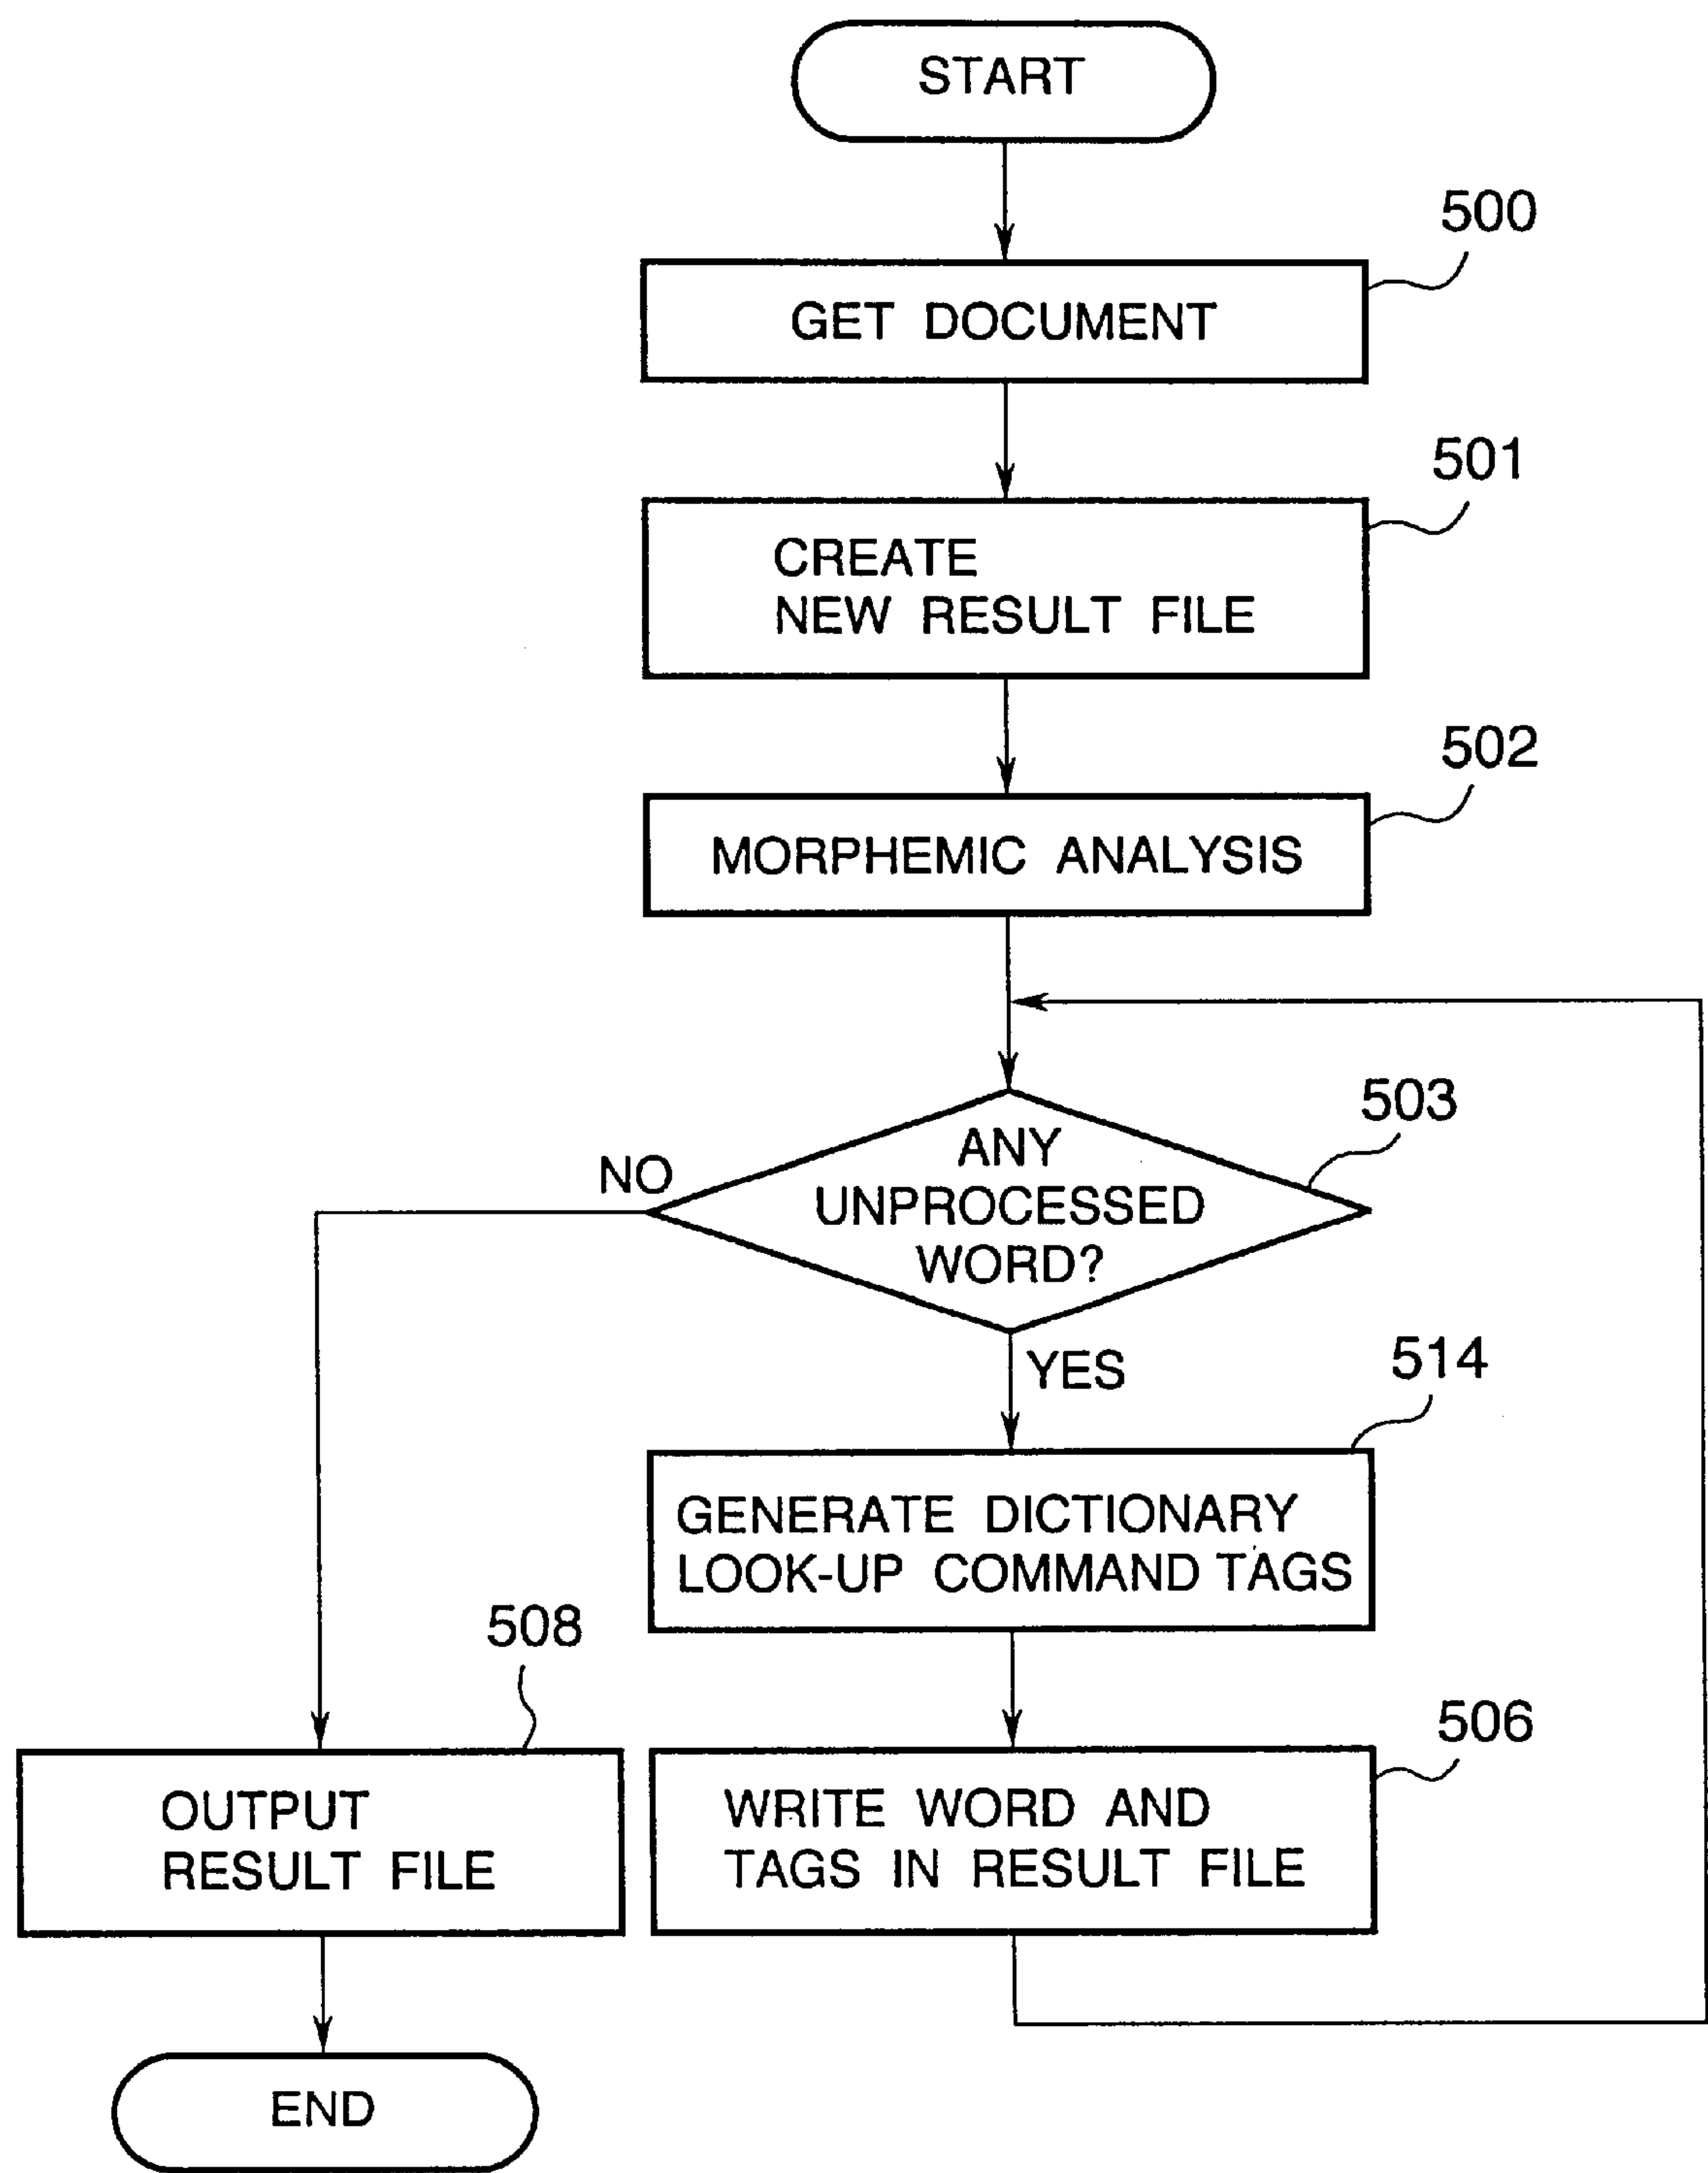 START
500
GET DOCUMENT
501
CREATE
NEW RESULT FILE
502
MORPHEMIC ANALYSIS
503
ANY
UNPROCESSED
WORD?
NO
YES
514
GENERATE DICTIONARY
LOOK-UP COMMAND TAGS
508
OUTPUT
RESULT FILE
506
WRITE WORD AND
TAGS IN RESULT FILE
END